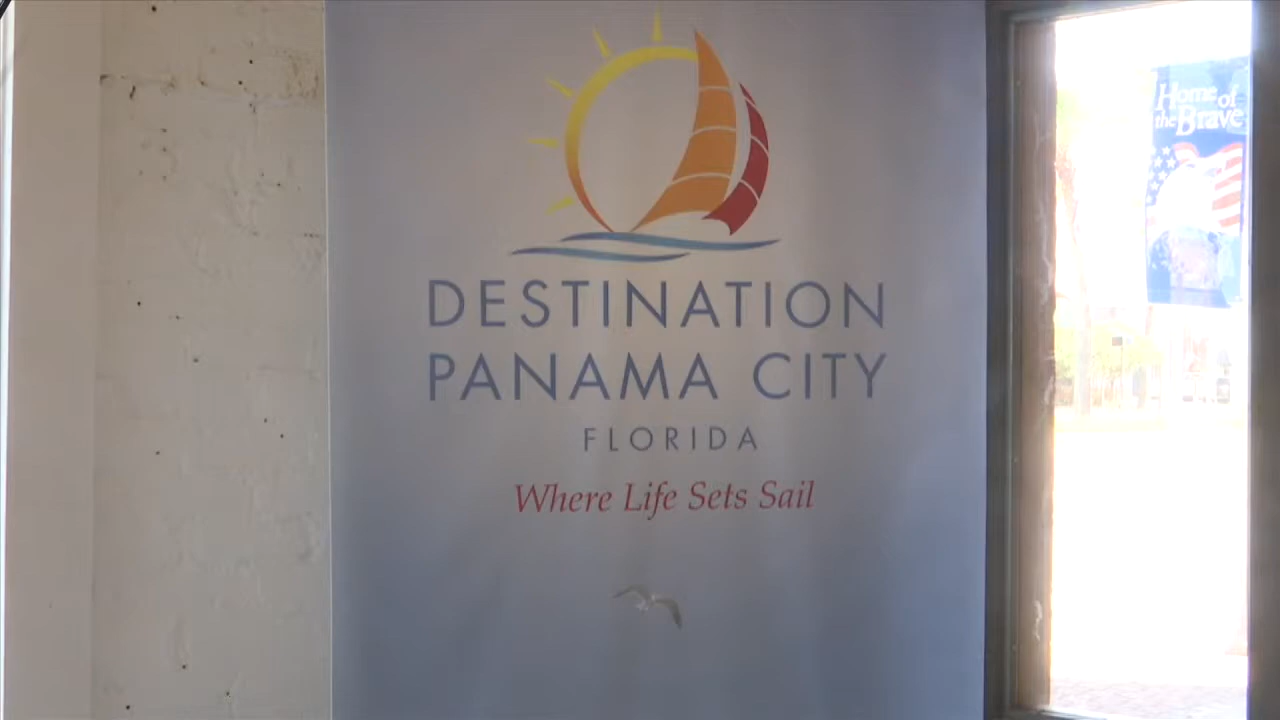 DESTINATION
PANAMA CITY
FLORIDA
Where Life Sets Sail
Home of
the Brave